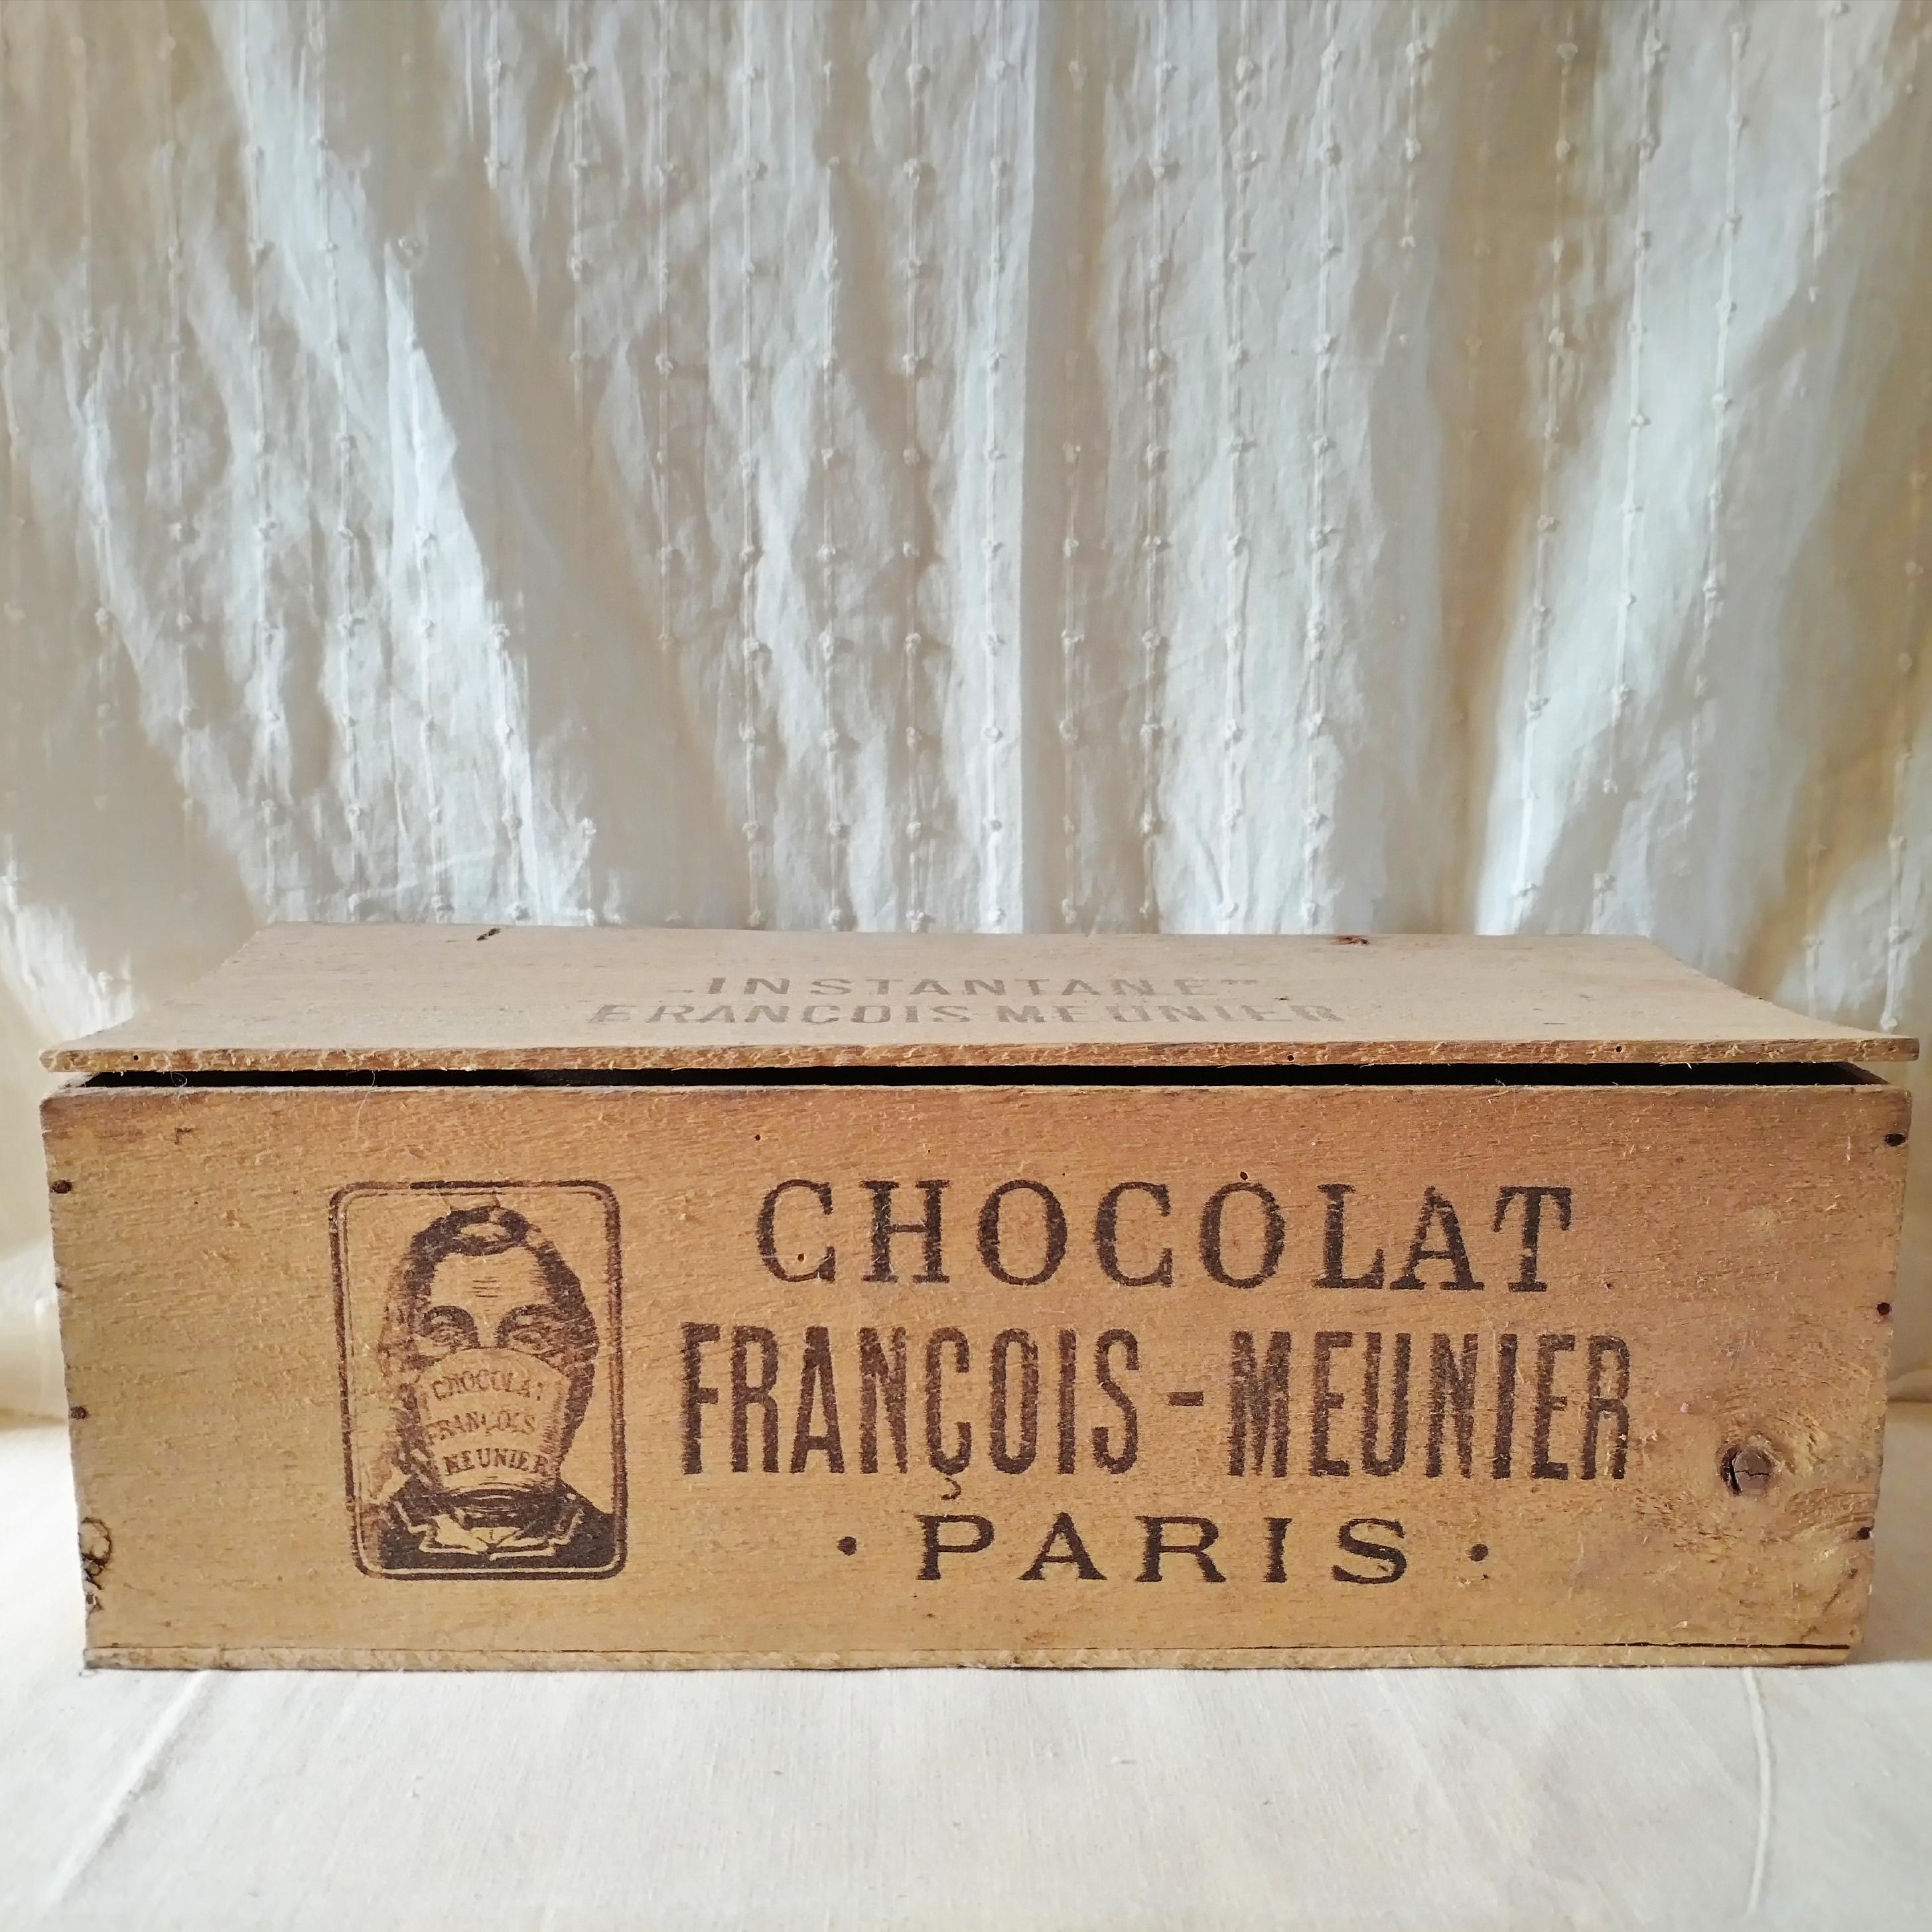 "INSTANTANÉ"
FRANÇOIS MEUNIER
CHOCOLAT
FRANÇOIS-MEUNIER
• PARIS •
CHOCOLAT
FRANÇOIS
MEUNIER